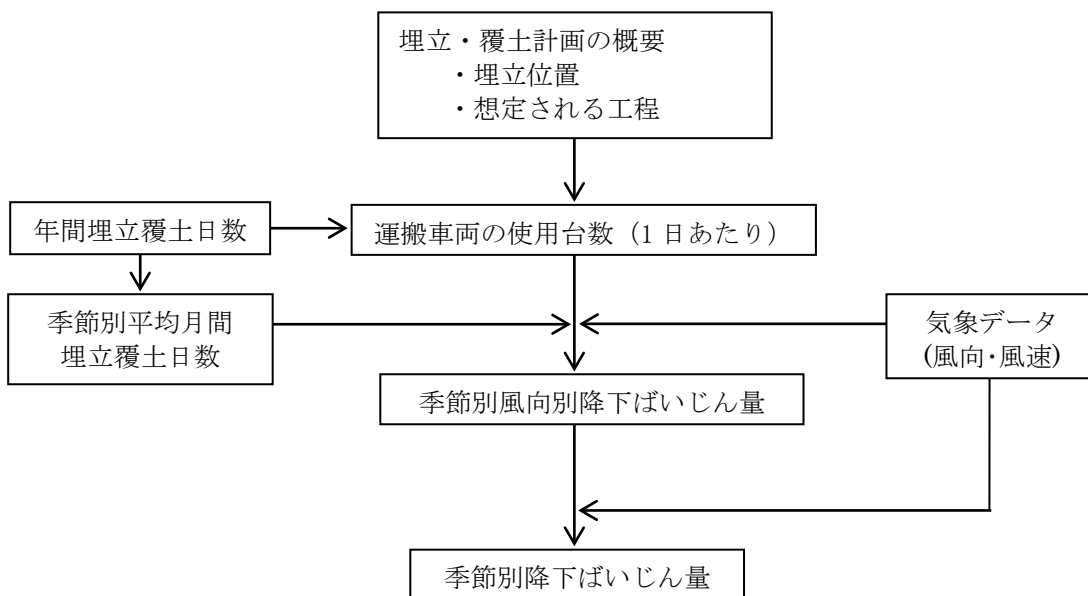 埋立・覆土計画の概要
・埋立位置
・想定される工程
年間埋立覆土日数
運搬車両の使用台数（1日あたり）
季節別平均月間
埋立覆土日数
気象データ
(風向・風速)
季節別風向別降下ばいじん量
季節別降下ばいじん量